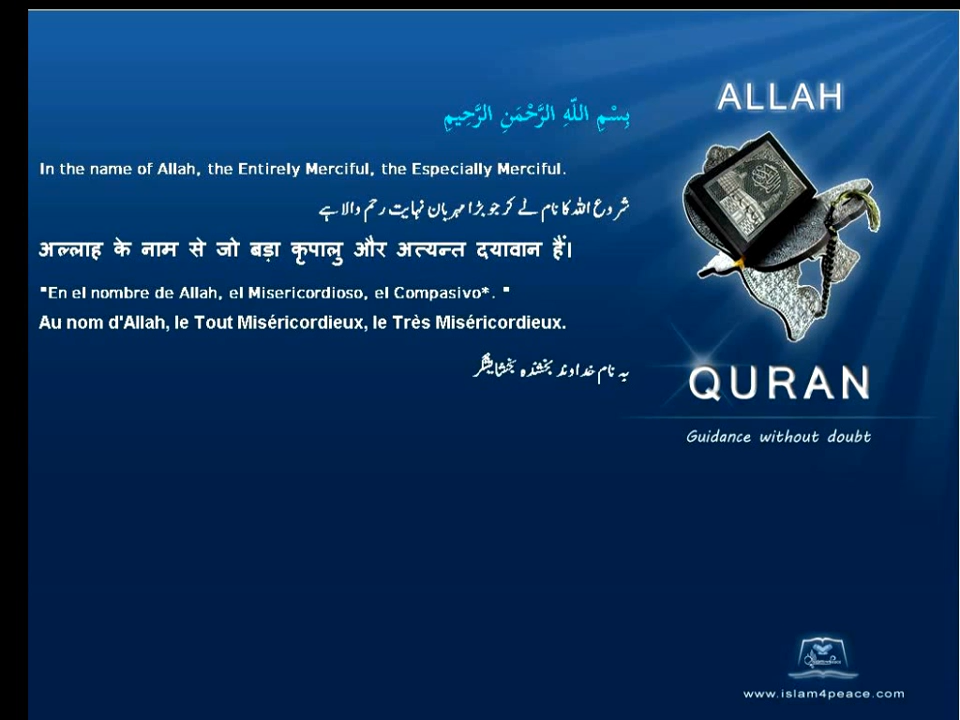 بِسْمِ اللّهِ الرَّحْمَنِ الرَّحِيمِ
In the name of Allah, the Entirely Merciful, the Especially Merciful.
شروع اللہ کا نام لے کر جو بڑا مہربان نہایت رحم والا ہے
अल्लाह के नाम से जो बड़ा कृपालु और अत्यन्त दयावान हैं।
"En el nombre de Allah, el Misericordioso, el Compasivo*. "
Au nom d'Allah, le Tout Miséricordieux, le Très Miséricordieux.
به نام خداوند بخشنده بخشایشگر
ALLAH
QURAN
Guidance without doubt
www.islam4peace.com